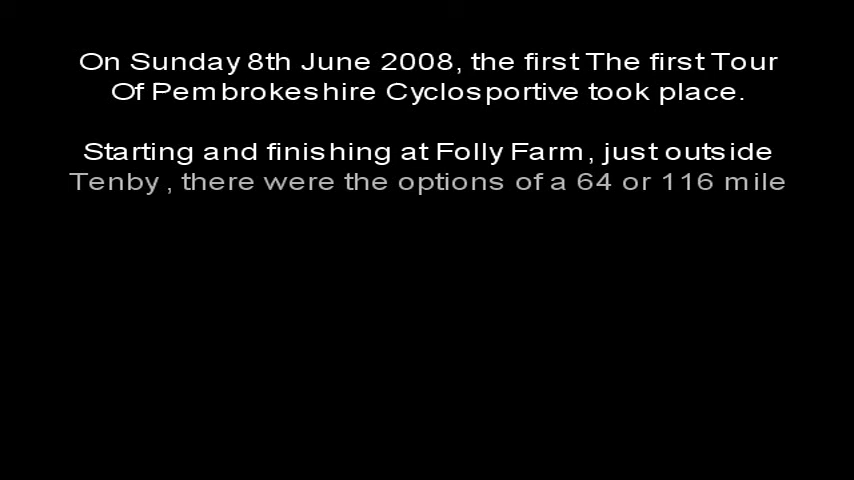 On Sunday 8th June 2008, the first The first Tour
Of Pembrokeshire Cyclosportive took place.
Starting and finishing at Folly Farm, just outside
Tenby, there were the options of a 64 or 116 mile